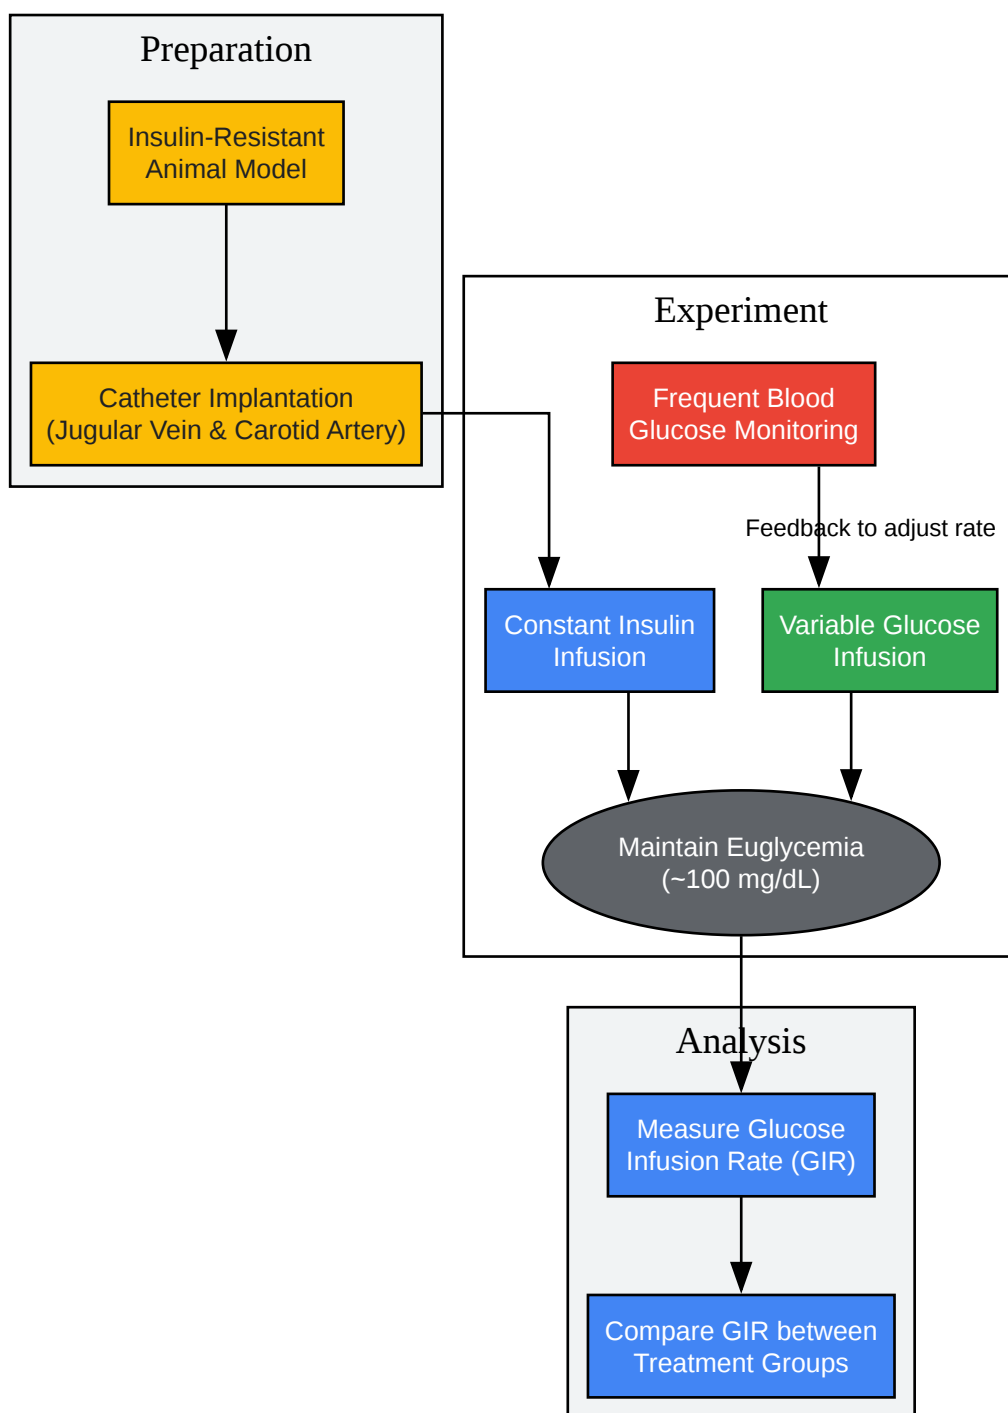 Preparation
Insulin-Resistant
Animal Model
Catheter Implantation
(Jugular Vein & Carotid Artery)
Experiment
Frequent Blood
Glucose Monitoring
Feedback to adjust rate
Constant Insulin
Infusion
Variable Glucose
Infusion
Maintain Euglycemia
(~100 mg/dL)
Analysis
Measure Glucose
Infusion Rate (GIR)
Compare GIR between
Treatment Groups